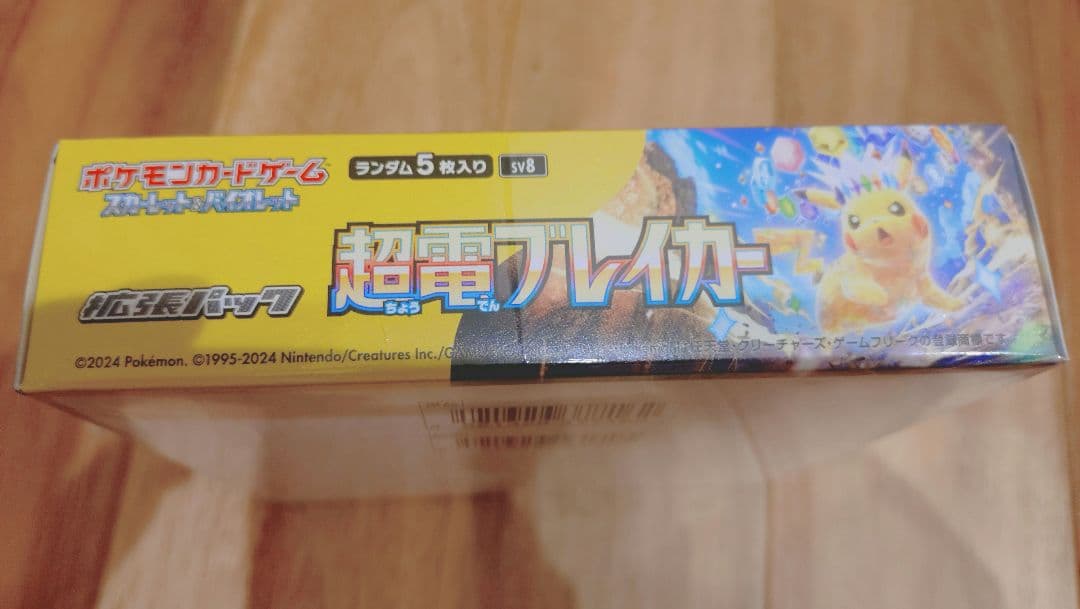 ポケモンカードゲーム
スカーレット&バイオレット
ランダム5枚入り
sv8
超電ブレイカー
ちょう でん
拡張パック
©2024 Pokémon. ©1995-2024 Nintendo/Creatures Inc./G
天堂・クリーチャーズ・ゲームフリークの登録商標です